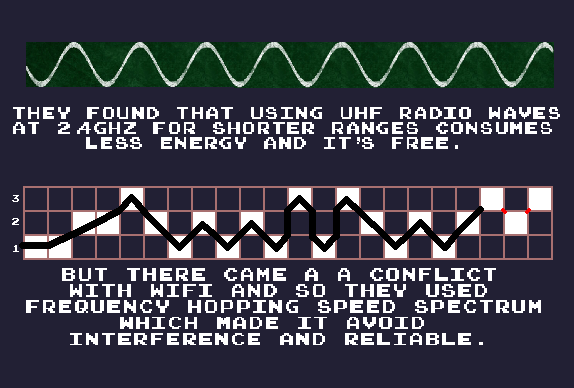 THEY FOUND THAT USING UHF RADIO WAVES
AT 2.4GHZ FOR SHORTER RANGES CONSUMES
LESS ENERGY AND IT'S FREE.
3
2
1
BUT THERE CAME A A CONFLICT
WITH WIFI AND SO THEY USED
FREQUENCY HOPPING SPEED SPECTRUM
WHICH MADE IT AVOID
INTERFERENCE AND RELIABLE.